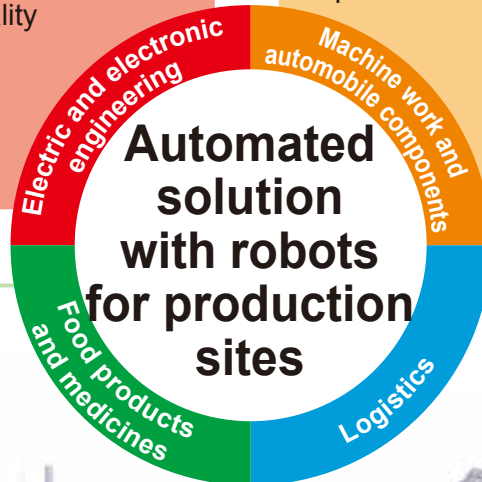 lity
Electric and electronic
engineering
Machine work and
automobile components
Automated
solution
with robots
for production
sites
Food products
and medicines
Logistics